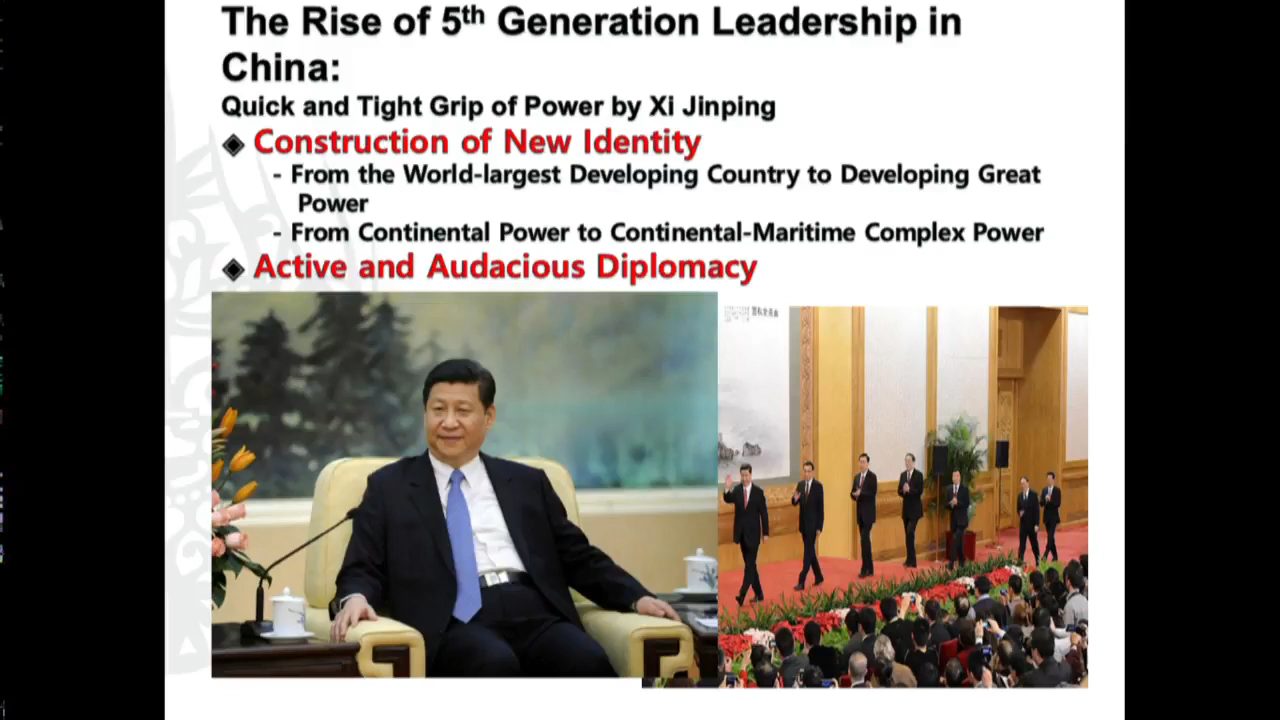 The Rise of 5th Generation Leadership in
China:
Quick and Tight Grip of Power by Xi Jinping
◈ Construction of New Identity
- From the World-largest Developing Country to Developing Great
Power
- From Continental Power to Continental-Maritime Complex Power
◈ Active and Audacious Diplomacy